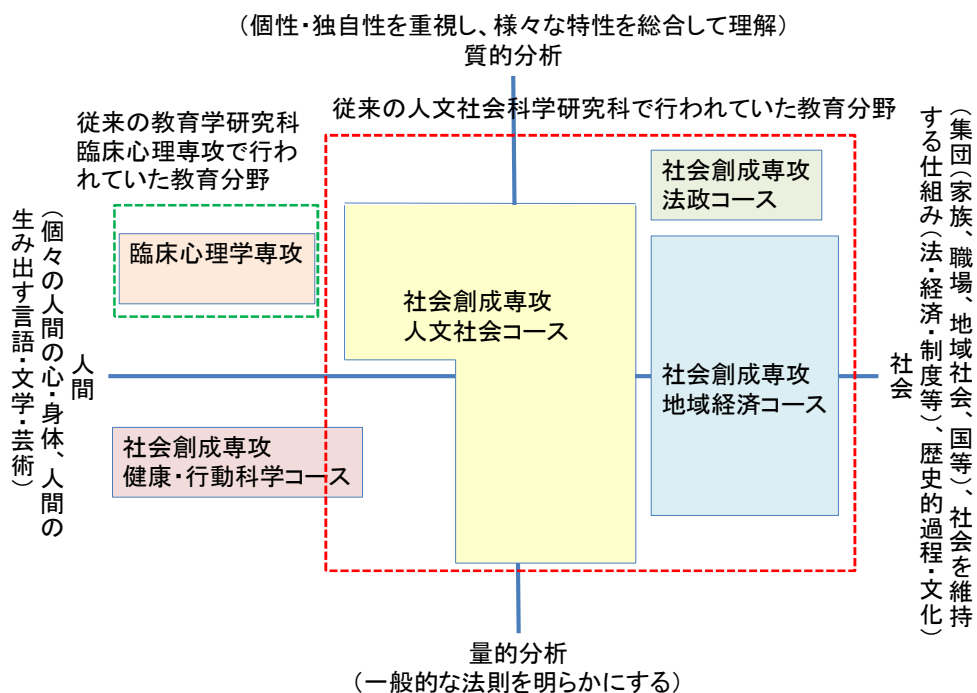 (個性・独自性を重視し、様々な特性を総合して理解)
質的分析
従来の人文社会科学研究科で行われていた教育分野
従来の教育学研究科
臨床心理専攻で行わ
れていた教育分野
社会創成専攻
法政コース
臨床心理学専攻
社会創成専攻
人文社会コース
人間
(個々の人間の心・身体、人間の
生み出す言語・文学・芸術)
社会創成専攻
地域経済コース
社会
(集団(家族、職場、地域社会、国等)、社会を維持
する仕組み(法・経済・制度等)、歴史的過程・文化)
社会創成専攻
健康・行動科学コース
量的分析
(一般的な法則を明らかにする)